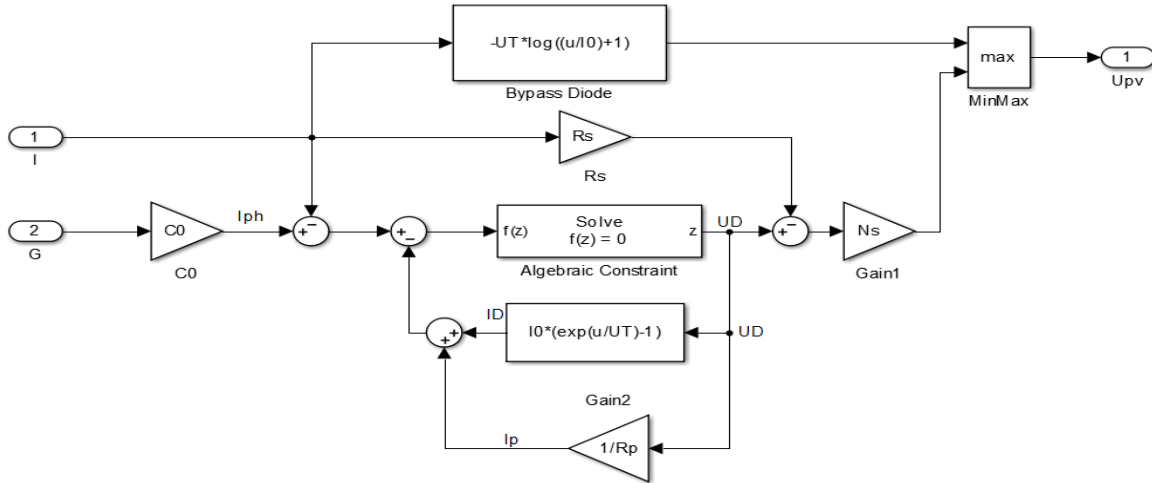 -UT*log((u/I0)+1)
Bypass Diode
max
MinMax
1
Upv
1
I
Rs
Rs
2
G
C0
C0
Iph
+
−
+
−
f(z)
Solve
f(z) = 0
z
Algebraic Constraint
UD
+
−
Ns
Gain1
+
+
ID
I0*(exp(u/UT)-1)
UD
Gain2
Ip
1/Rp